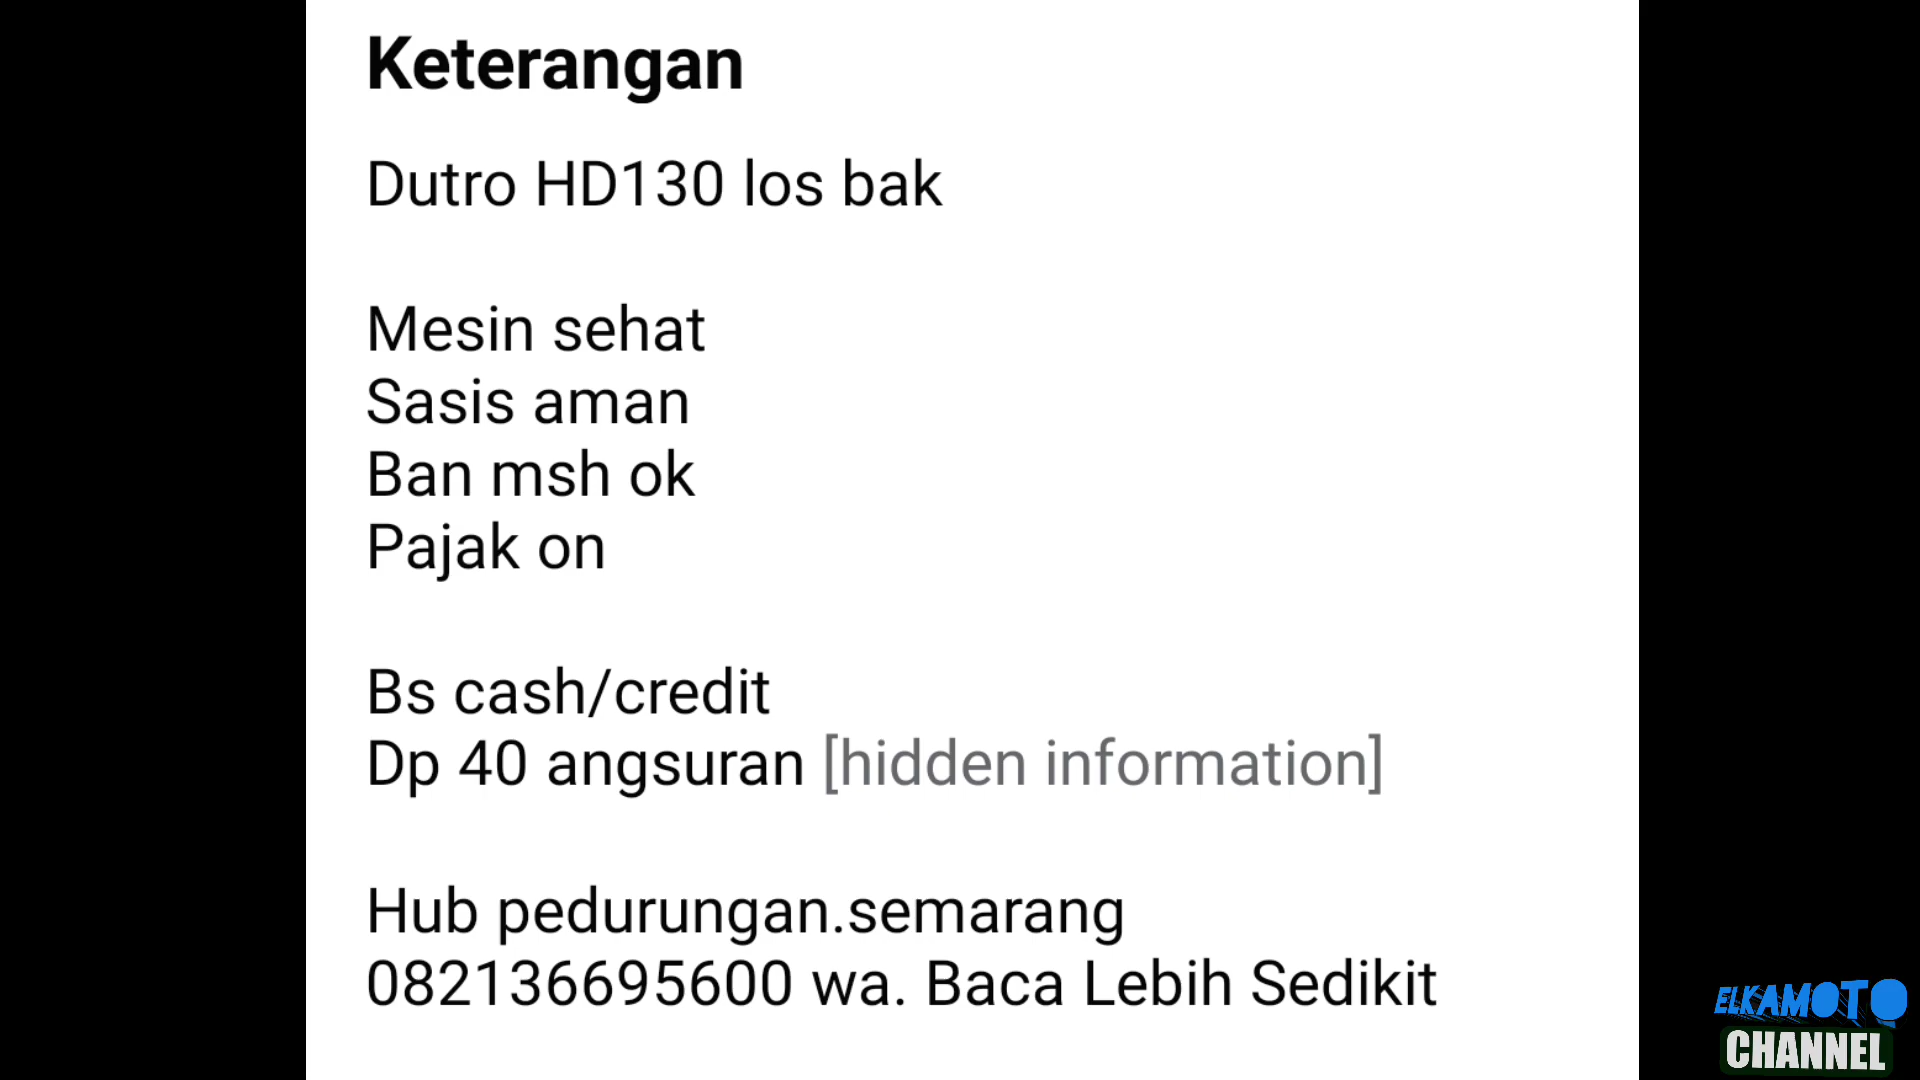 Keterangan
Dutro HD130 los bak
Mesin sehat
Sasis aman
Ban msh ok
Pajak on
Bs cash/credit
Dp 40 angsuran [hidden information]
Hub pedurungan.semarang
082136695600 wa. Baca Lebih Sedikit
ELKAMOTO
CHANNEL